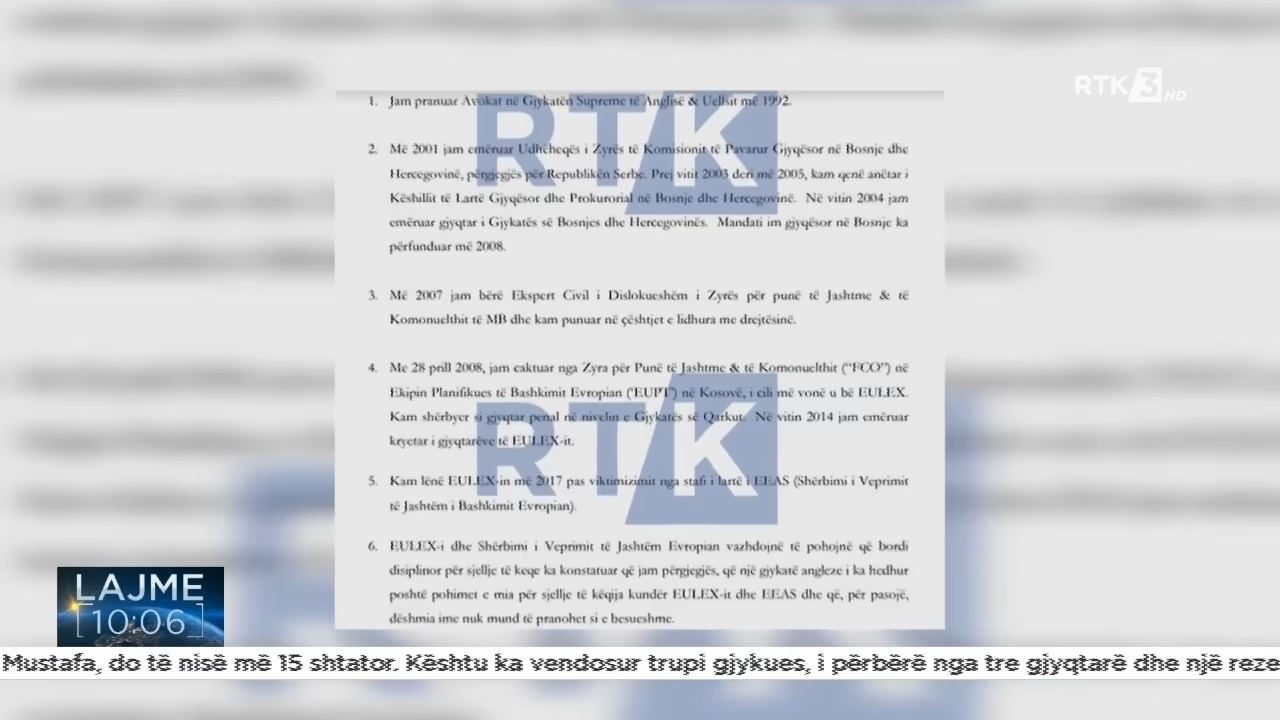 RTK 3 HD
1. Jam pranuar Avokat në Gjykatën Supreme të Anglisë & Uellsit më 1992.
2. Më 2001 jam emëruar Udhëheqës i Zyrës të Komisionit të Pavarur Gjyqësor në Bosnje dhe
Hercegovinë, përgjegjës për Republikën Serbe. Prej vitit 2003 deri më 2005, kam qenë anëtar i
Këshillit të Lartë Gjyqësor dhe Prokurorial në Bosnje dhe Hercegovinë. Në vitin 2004 jam
emëruar gjyqtar i Gjykatës së Bosnjes dhe Hercegovinës. Mandati im gjyqësor në Bosnje ka
përfunduar më 2008.
3. Më 2007 jam bërë Ekspert Civil i Dislokueshëm i Zyrës për punë të Jashtme & të
Komonuelthit të MB dhe kam punuar në çështjet e lidhura me drejtësinë.
4. Me 28 prill 2008, jam caktuar nga Zyra për Punë të Jashtme & të Komonuelthit ("FCO") në
Ekipin Planifikues të Bashkimit Evropian ('EUPT') në Kosovë, i cili më vonë u bë EULEX.
Kam shërbyer si gjyqtar penal në nivelin e Gjykatës së Qarkut. Në vitin 2014 jam emëruar
kryetar i gjyqtarëve të EULEX-it.
5. Kam lënë EULEX-in më 2017 pas viktimizimit nga stafi i lartë i EEAS (Shërbimi i Veprimit
të Jashtëm i Bashkimit Evropian).
6. EULEX-i dhe Shërbimi i Veprimit të Jashtëm Evropian vazhdojnë të pohojnë që bordi
disiplinor për sjellje të keqe ka konstatuar që jam përgjegjës, që një gjykatë angleze i ka hedhur
poshtë pohimet e mia për sjellje të këqija kundër EULEX-it dhe EEAS dhe që, për pasojë,
dëshmia ime nuk mund të pranohet si e besueshme.
RTK
RTK
LAJME
[10:06]
Mustafa, do të nisë më 15 shtator. Kështu ka vendosur trupi gjykues, i përbërë nga tre gjyqtarë dhe një reze